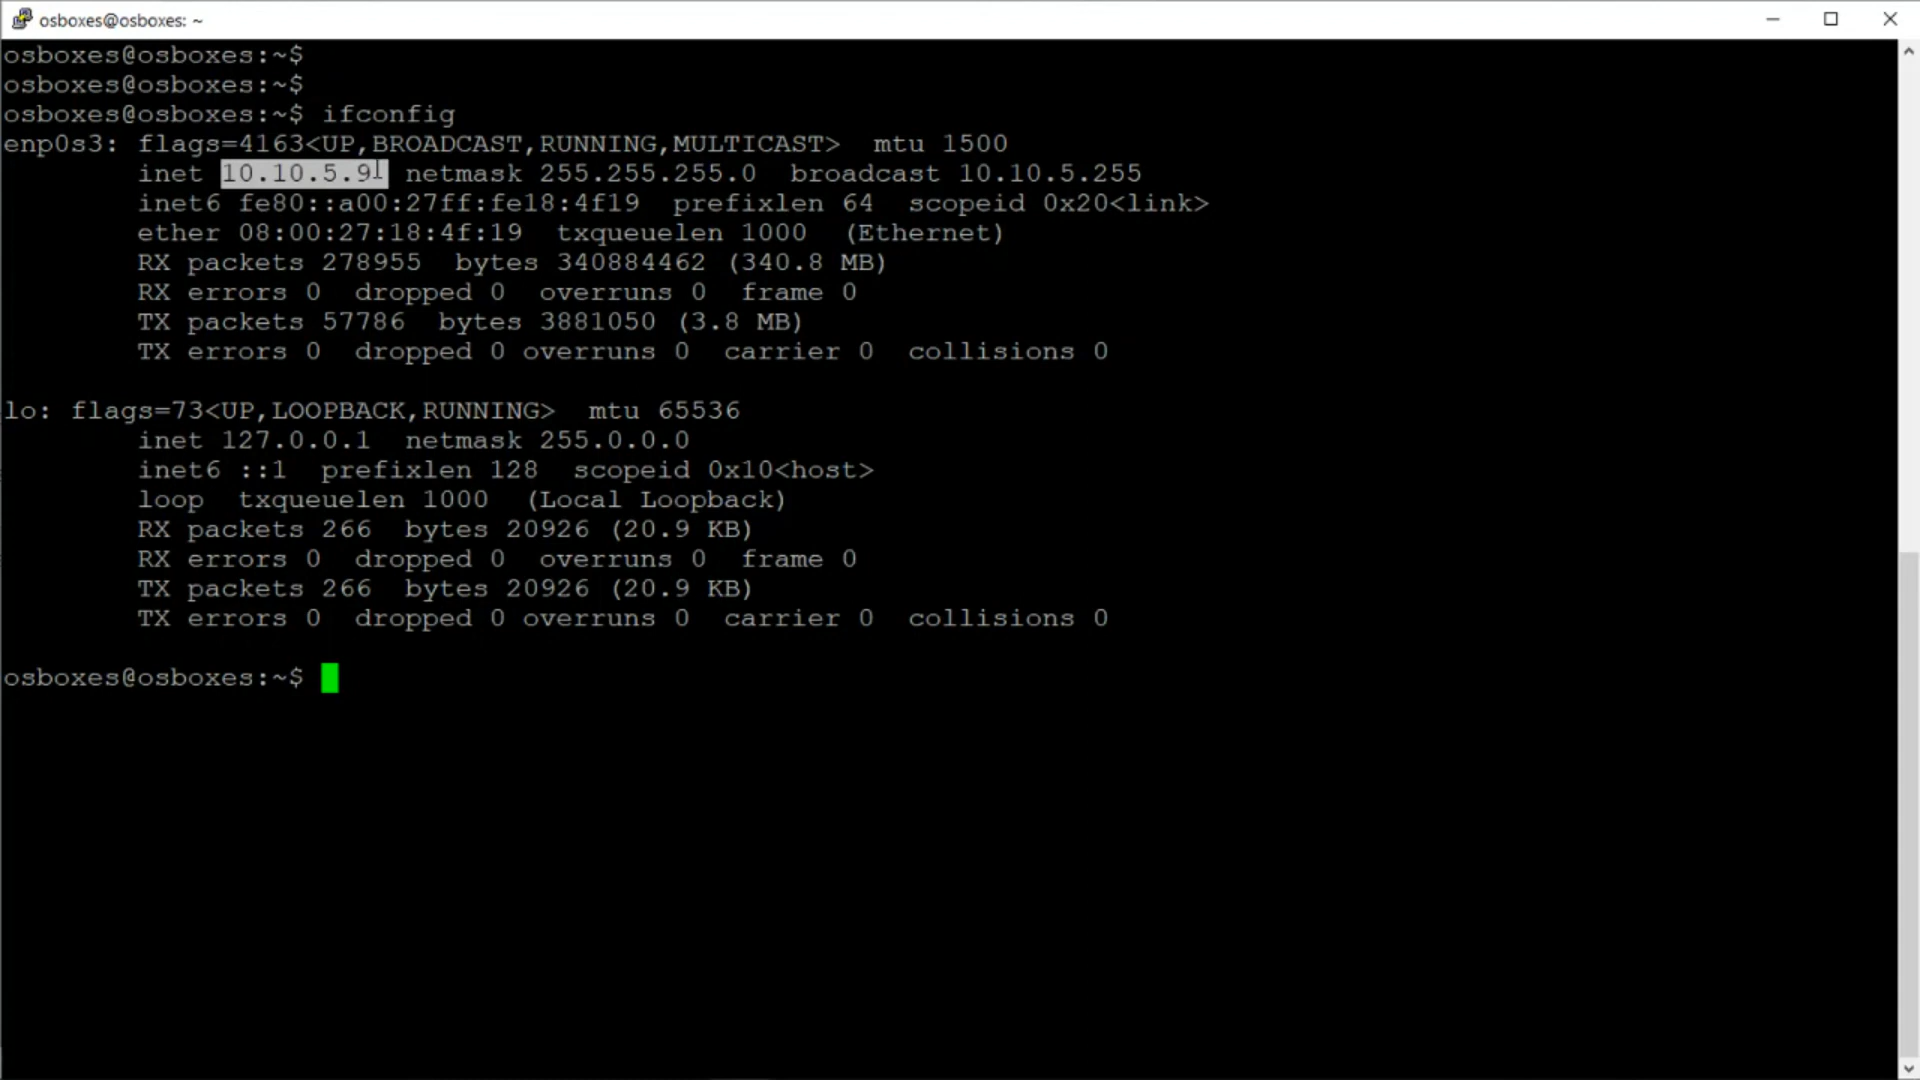 osboxes@osboxes: ~
osboxes@osboxes:~$
osboxes@osboxes:~$
osboxes@osboxes:~$ ifconfig
enp0s3: flags=4163<UP,BROADCAST,RUNNING,MULTICAST>  mtu 1500
        inet 10.10.5.9  netmask 255.255.255.0  broadcast 10.10.5.255
        inet6 fe80::a00:27ff:fe18:4f19  prefixlen 64  scopeid 0x20<link>
        ether 08:00:27:18:4f:19  txqueuelen 1000  (Ethernet)
        RX packets 278955  bytes 340884462 (340.8 MB)
        RX errors 0  dropped 0  overruns 0  frame 0
        TX packets 57786  bytes 3881050 (3.8 MB)
        TX errors 0  dropped 0 overruns 0  carrier 0  collisions 0
lo: flags=73<UP,LOOPBACK,RUNNING>  mtu 65536
        inet 127.0.0.1  netmask 255.0.0.0
        inet6 ::1  prefixlen 128  scopeid 0x10<host>
        loop  txqueuelen 1000  (Local Loopback)
        RX packets 266  bytes 20926 (20.9 KB)
        RX errors 0  dropped 0  overruns 0  frame 0
        TX packets 266  bytes 20926 (20.9 KB)
        TX errors 0  dropped 0 overruns 0  carrier 0  collisions 0
osboxes@osboxes:~$